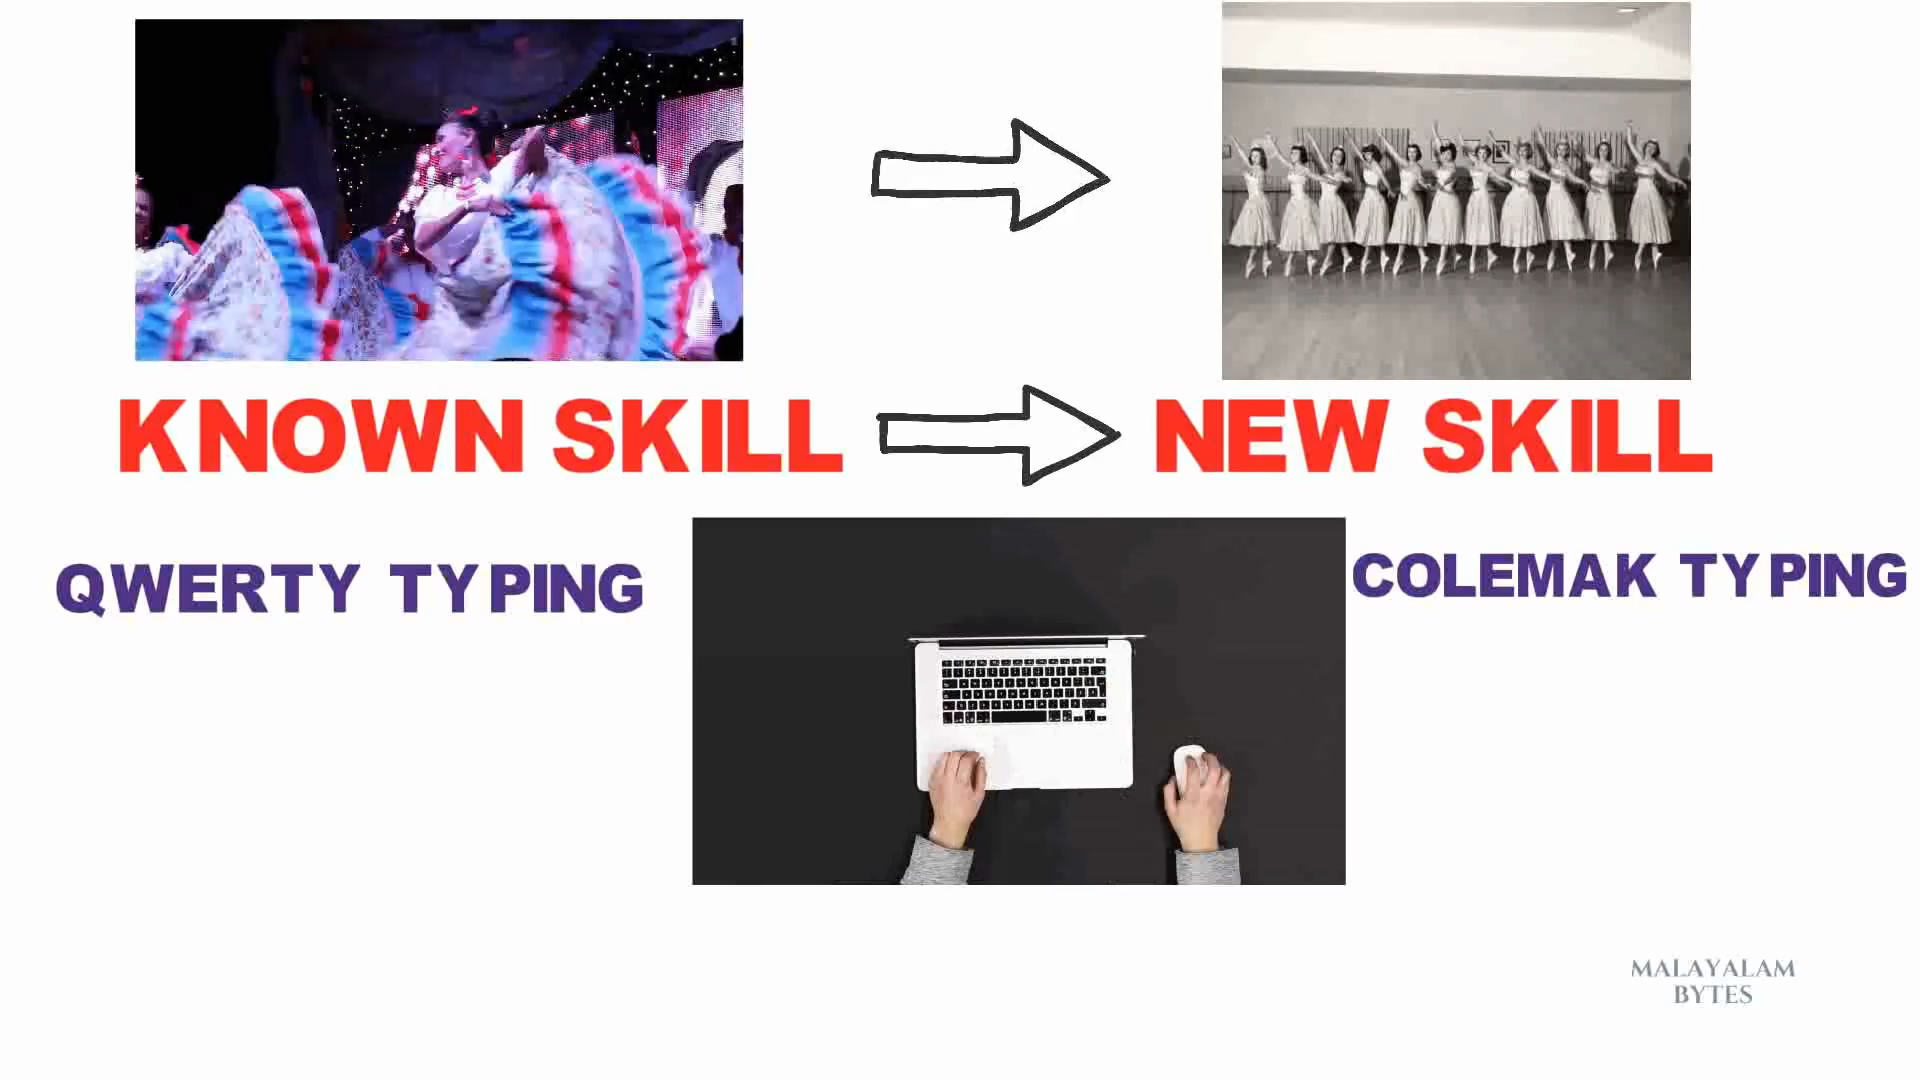 KNOWN SKILL
NEW SKILL
QWERTY TYPING
COLEMAK TYPING
MALAYALAM
BYTES